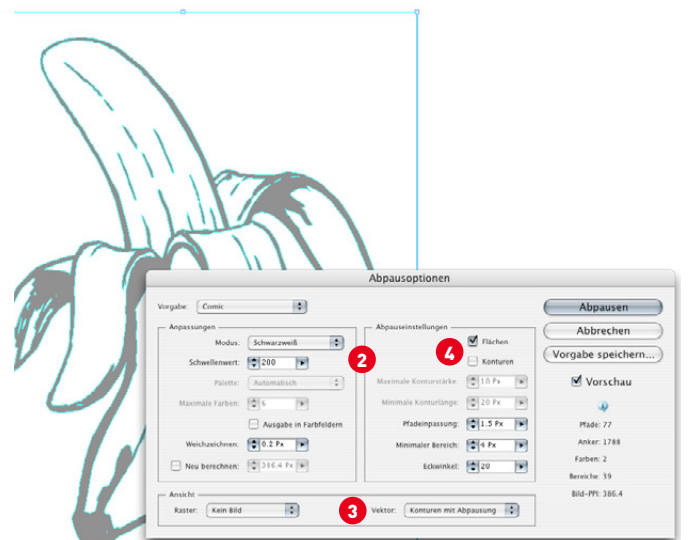 Abpausoptionen
Vorgabe: Comic
Anpassungen
Modus: Schwarzweiß
Schwellenwert: 200
Palette: Automatisch
Maximale Farben: 6
Ausgabe in Farbfeldern
Weichzeichnen: 0.2 Px
Neu berechnen: 386.4 Px
2
Abpauseinstellungen
4
Flächen
Konturen
Maximale Konturstärke: 10 Px
Minimale Konturlänge: 20 Px
Pfadeinpassung: 1.5 Px
Minimaler Bereich: 4 Px
Eckwinkel: 20
Ansicht
Raster: Kein Bild
3
Vektor: Konturen mit Abpausung
Abpausen
Abbrechen
Vorgabe speichern...
Vorschau
Pfade: 77
Anker: 1788
Farben: 2
Bereiche: 39
Bild-PPI: 386.4